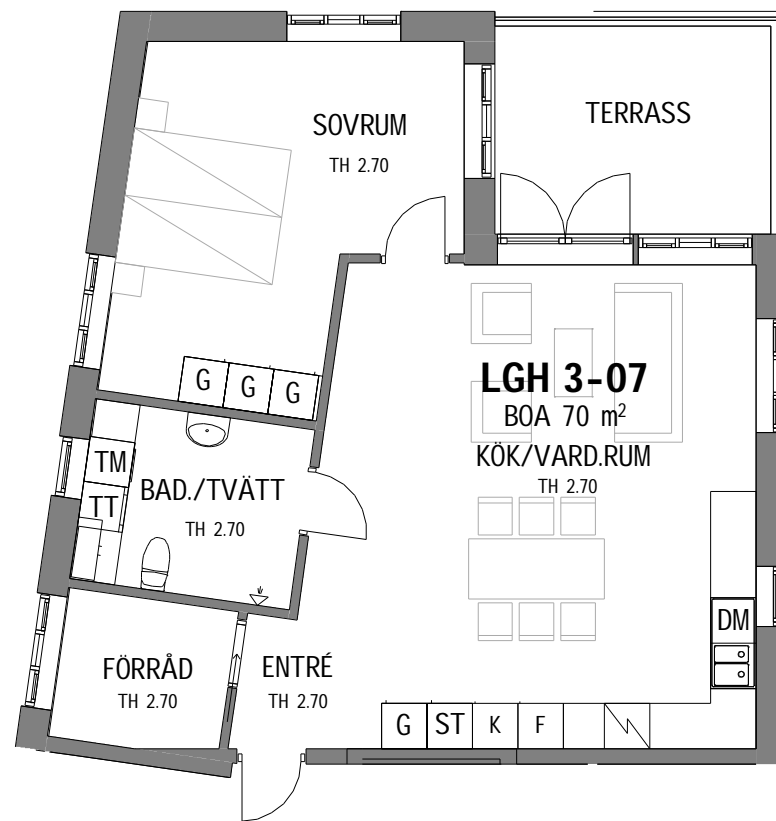 SOVRUM
TH 2.70
TERRASS
G G G
LGH 3-07
BOA 70 m²
KÖK/VARD.RUM
TH 2.70
TM
TT
BAD./TVÄTT
TH 2.70
DM
FÖRRÅD
TH 2.70
ENTRÉ
TH 2.70
G ST K F